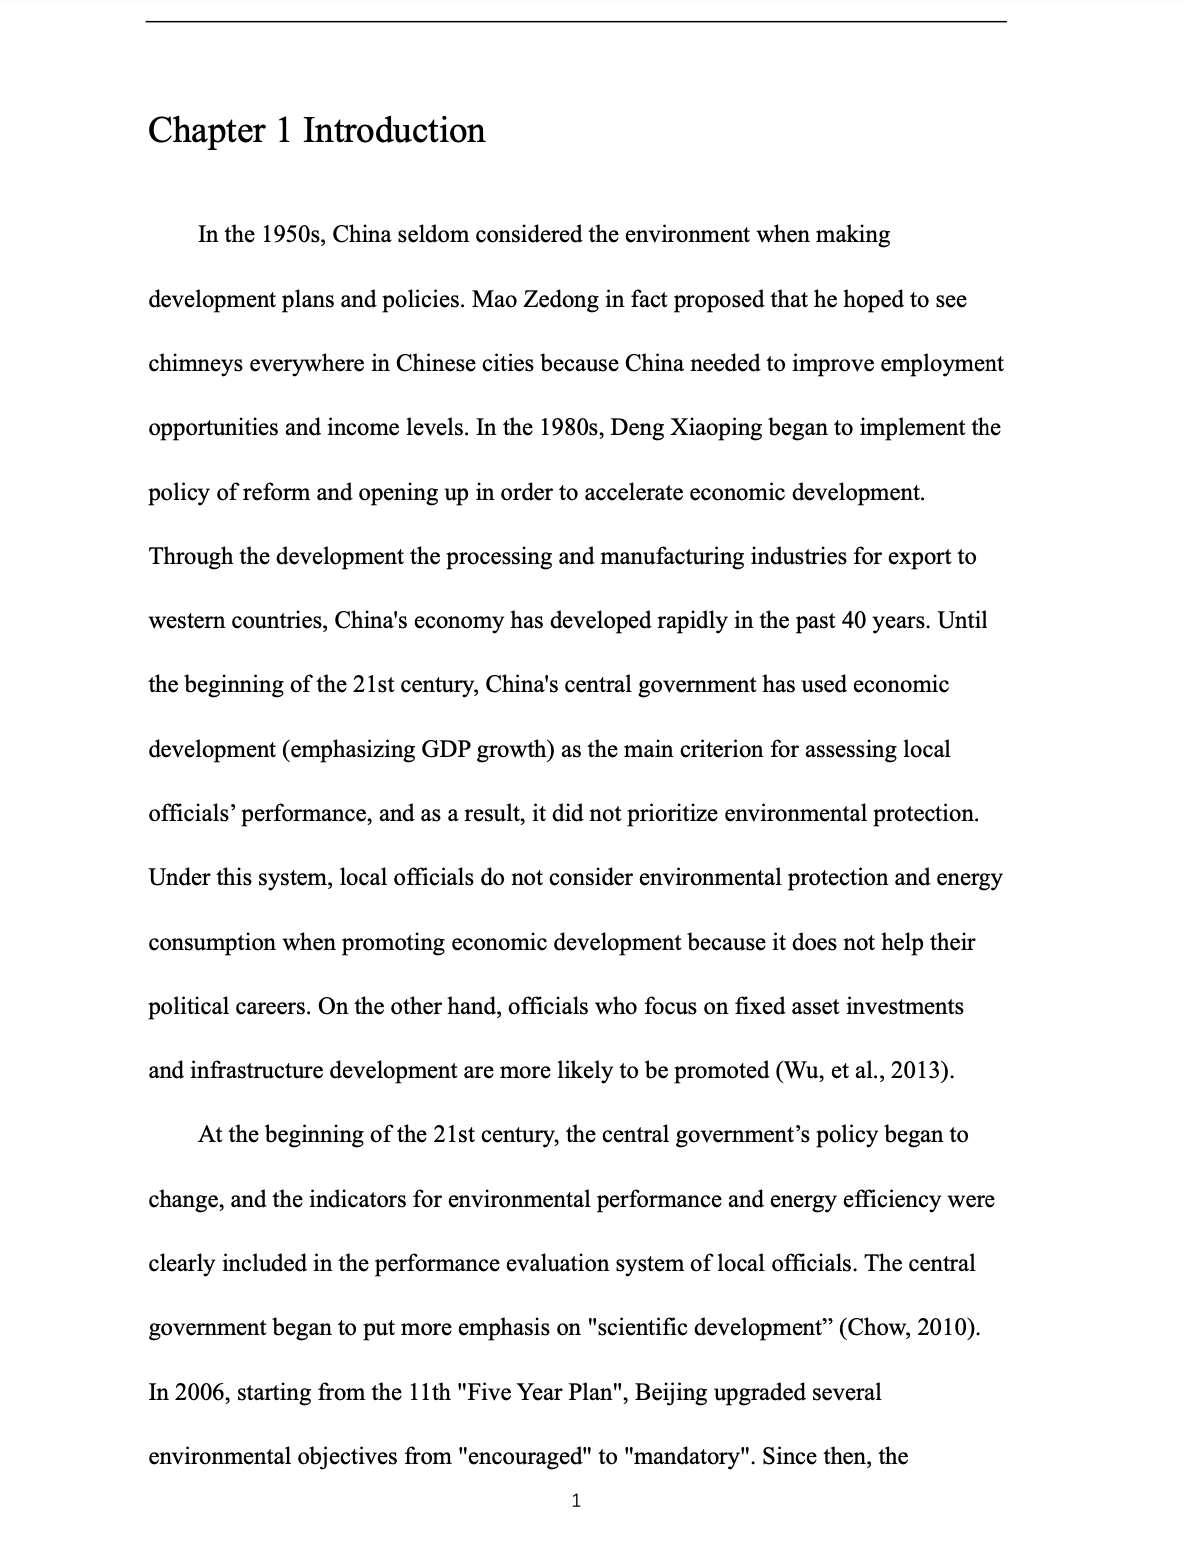 Chapter 1 Introduction
In the 1950s, China seldom considered the environment when making
development plans and policies. Mao Zedong in fact proposed that he hoped to see
chimneys everywhere in Chinese cities because China needed to improve employment
opportunities and income levels. In the 1980s, Deng Xiaoping began to implement the
policy of reform and opening up in order to accelerate economic development.
Through the development the processing and manufacturing industries for export to
western countries, China's economy has developed rapidly in the past 40 years. Until
the beginning of the 21st century, China's central government has used economic
development (emphasizing GDP growth) as the main criterion for assessing local
officials’ performance, and as a result, it did not prioritize environmental protection.
Under this system, local officials do not consider environmental protection and energy
consumption when promoting economic development because it does not help their
political careers. On the other hand, officials who focus on fixed asset investments
and infrastructure development are more likely to be promoted (Wu, et al., 2013).
At the beginning of the 21st century, the central government’s policy began to
change, and the indicators for environmental performance and energy efficiency were
clearly included in the performance evaluation system of local officials. The central
government began to put more emphasis on "scientific development” (Chow, 2010).
In 2006, starting from the 11th "Five Year Plan", Beijing upgraded several
environmental objectives from "encouraged" to "mandatory". Since then, the
1